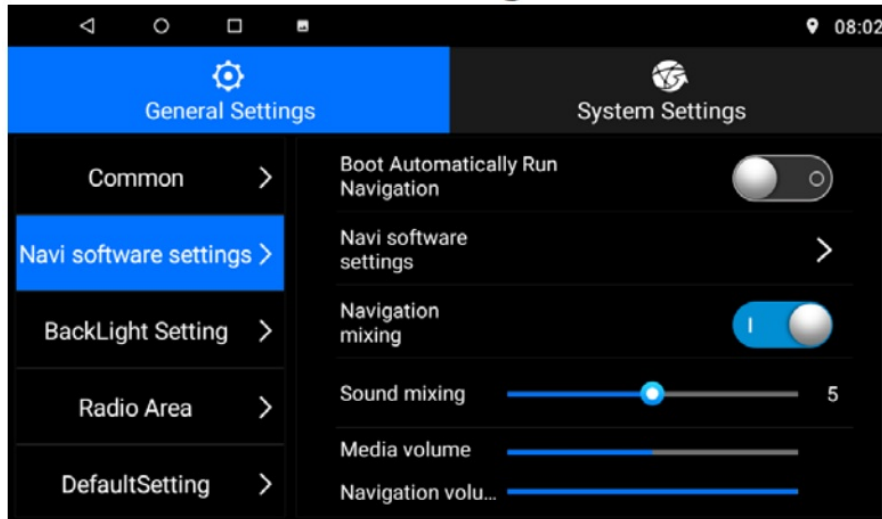 08:02
General Settings
System Settings
Common
Navi software settings
BackLight Setting
Radio Area
DefaultSetting
Boot Automatically Run
Navigation
Navi software
settings
Navigation
mixing
Sound mixing
5
Media volume
Navigation volu...